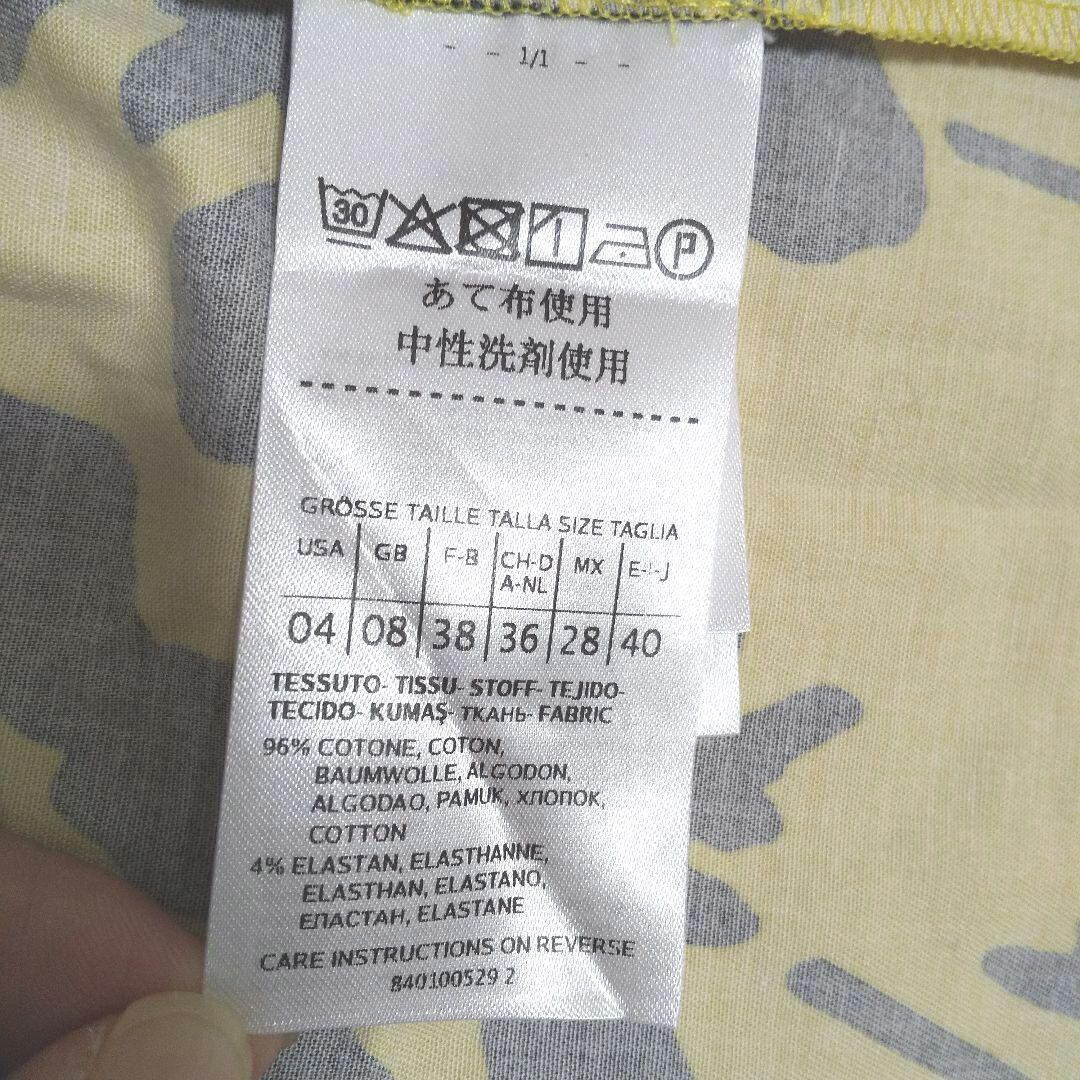 - - 1/1 - -
30 P
あて布使用
中性洗剤使用
GRÖSSE TAILLE TALLA SIZE TAGLIA
USA GB F-B CH-D A-NL MX E-I-J
04 08 38 36 28 40
TESSUTO- TISSU- STOFF- TEJIDO-
TECIDO- KUMAŞ- ТКАНЬ- FABRIC
96% COTONE, COTON,
BAUMWOLLE, ALGODON,
ALGODAO, PAMUK, ХЛОПОК,
COTTON
4% ELASTAN, ELASTHANNE,
ELASTHAN, ELASTANO,
ЕПАСТАН, ELASTANE
CARE INSTRUCTIONS ON REVERSE
840100529 2